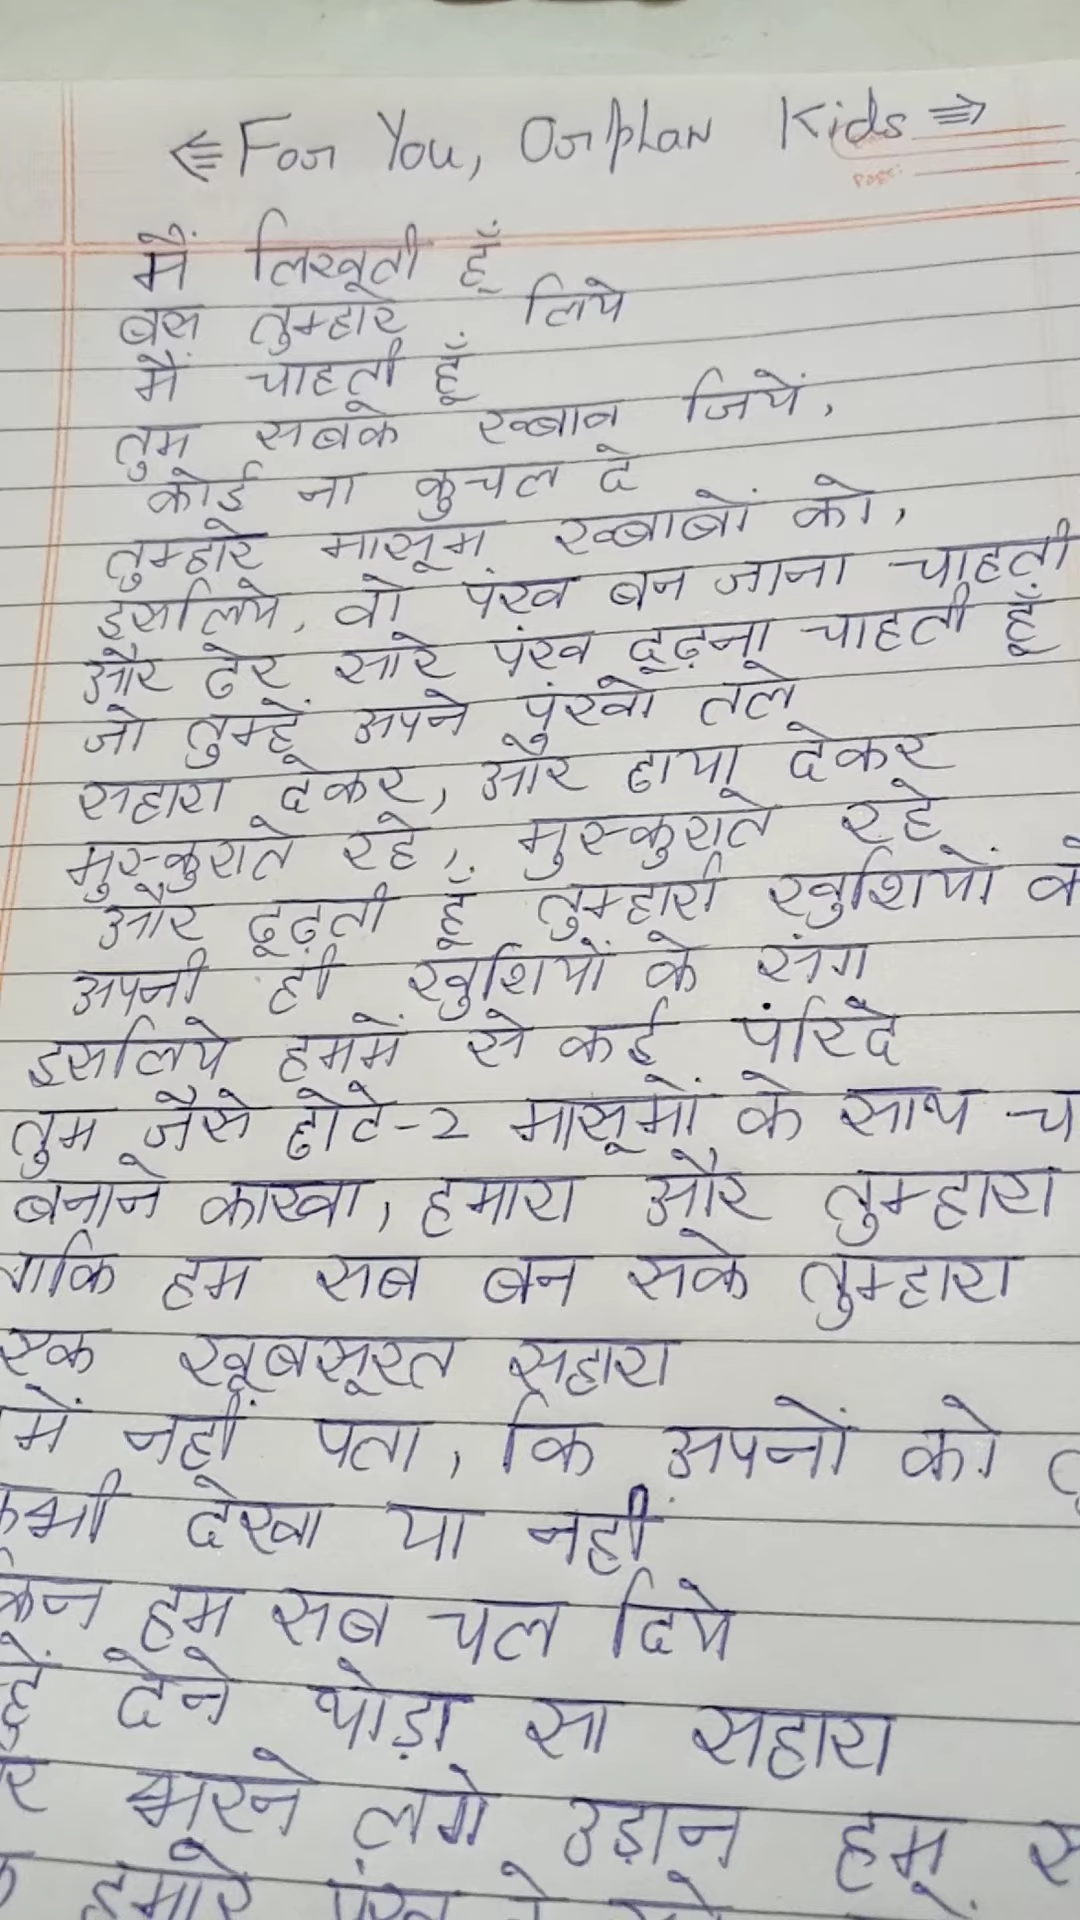 For You, Orphan Kids
मैं लिखती हूँ
बस तुम्हारे लिये
मैं चाहती हूँ
तुम सबके ख्वाब जियें,
कोई ना कुचल दे
तुम्हारे मासूम ख्वाबों को,
इसलिये, वो पंख बन जाना चाहती
और ढेर सारे पंख ढूढ़ना चाहती हूँ
जो तुम्हें अपने पंखों तले
सहारा देकर, और छाया देकर
मुस्कुराते रहे, मुस्कुराते रहे
और ढूढ़ती हूँ तुम्हारी खुशियों को
अपनी ही खुशियों के संग
इसलिये हममें से कई परिंदे
तुम जैसे छोटे-2 मासूमों के साथ च
बनाने कारवा, हमारा और तुम्हारा
ताकि हम सब बन सके तुम्हारा
एक खूबसूरत सहारा
में नहीं पता, कि अपनों को
कभी देखा या नहीं
हम सब चल दिये
देने थोड़ा सा सहारा
भरने लगे उड़ान हम
हमारे पंख